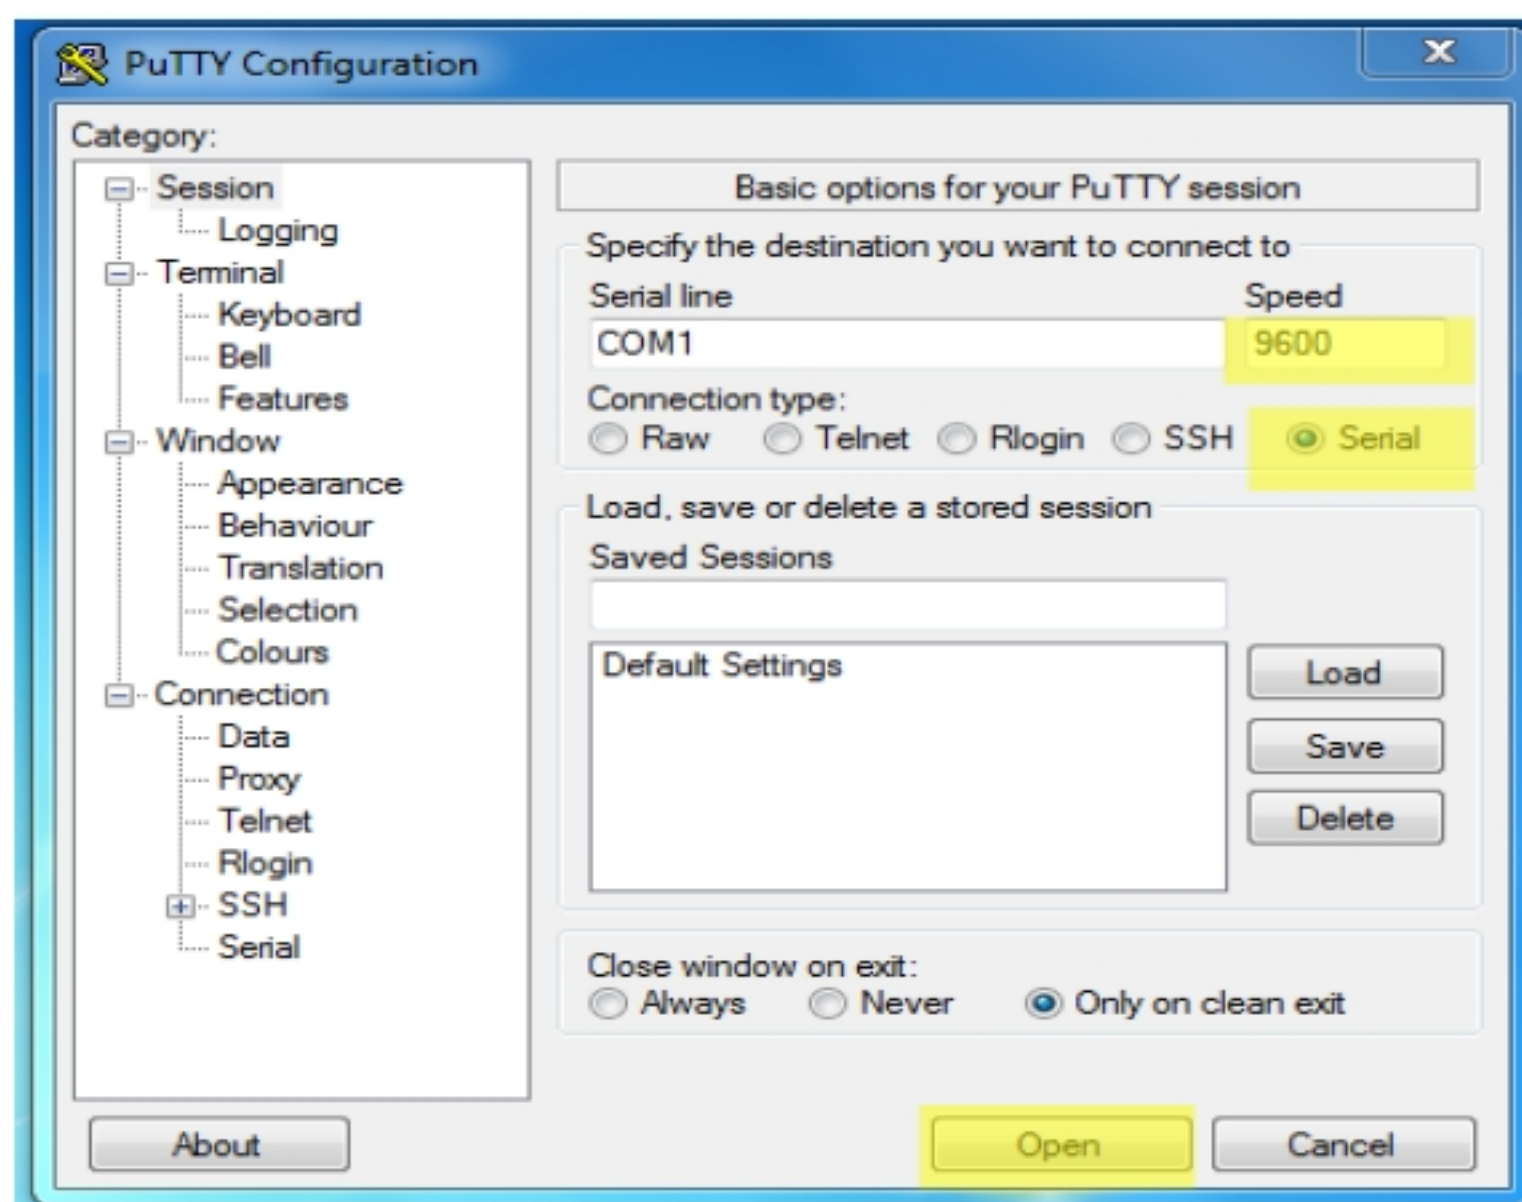 PuTTY Configuration
Category:
Session
Logging
Terminal
Keyboard
Bell
Features
Window
Appearance
Behaviour
Translation
Selection
Colours
Connection
Data
Proxy
Telnet
Rlogin
SSH
Serial
Basic options for your PuTTY session
Specify the destination you want to connect to
Serial line Speed
COM1 9600
Connection type:
Raw Telnet Rlogin SSH Serial
Load, save or delete a stored session
Saved Sessions
Default Settings
Load
Save
Delete
Close window on exit:
Always Never Only on clean exit
About Open Cancel